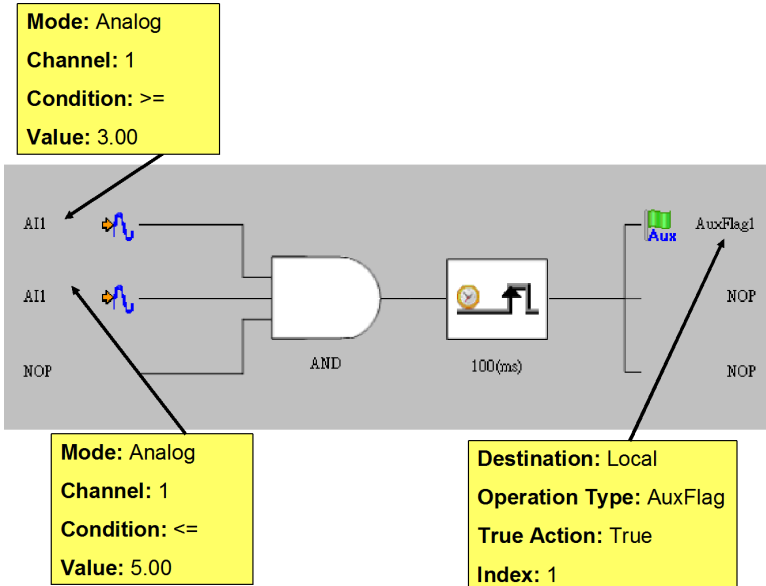 Mode: Analog
Channel: 1
Condition: >=
Value: 3.00
AI1
Aux
AuxFlag1
AI1
NOP
NOP
AND
100(ms)
NOP
Mode: Analog
Channel: 1
Condition: <=
Value: 5.00
Destination: Local
Operation Type: AuxFlag
True Action: True
Index: 1